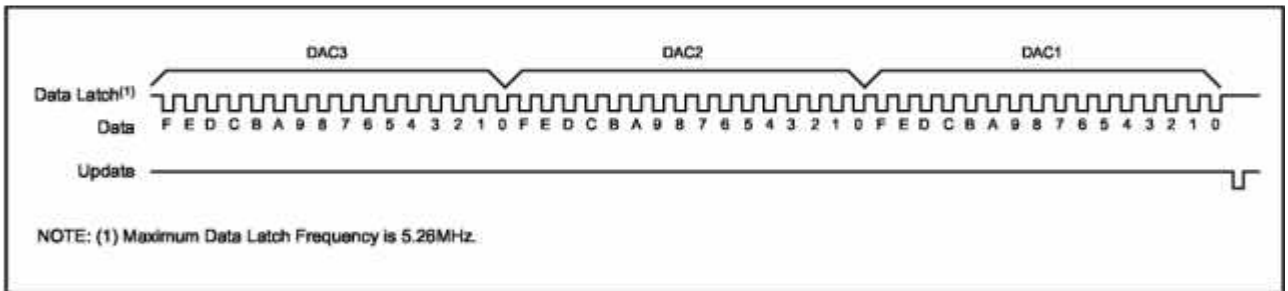 DAC3 DAC2 DAC1
Data Latch(1)
Data F E D C B A 9 8 7 6 5 4 3 2 1 0 F E D C B A 9 8 7 6 5 4 3 2 1 0 F E D C B A 9 8 7 6 5 4 3 2 1 0
Update
NOTE: (1) Maximum Data Latch Frequency is 5.26MHz.